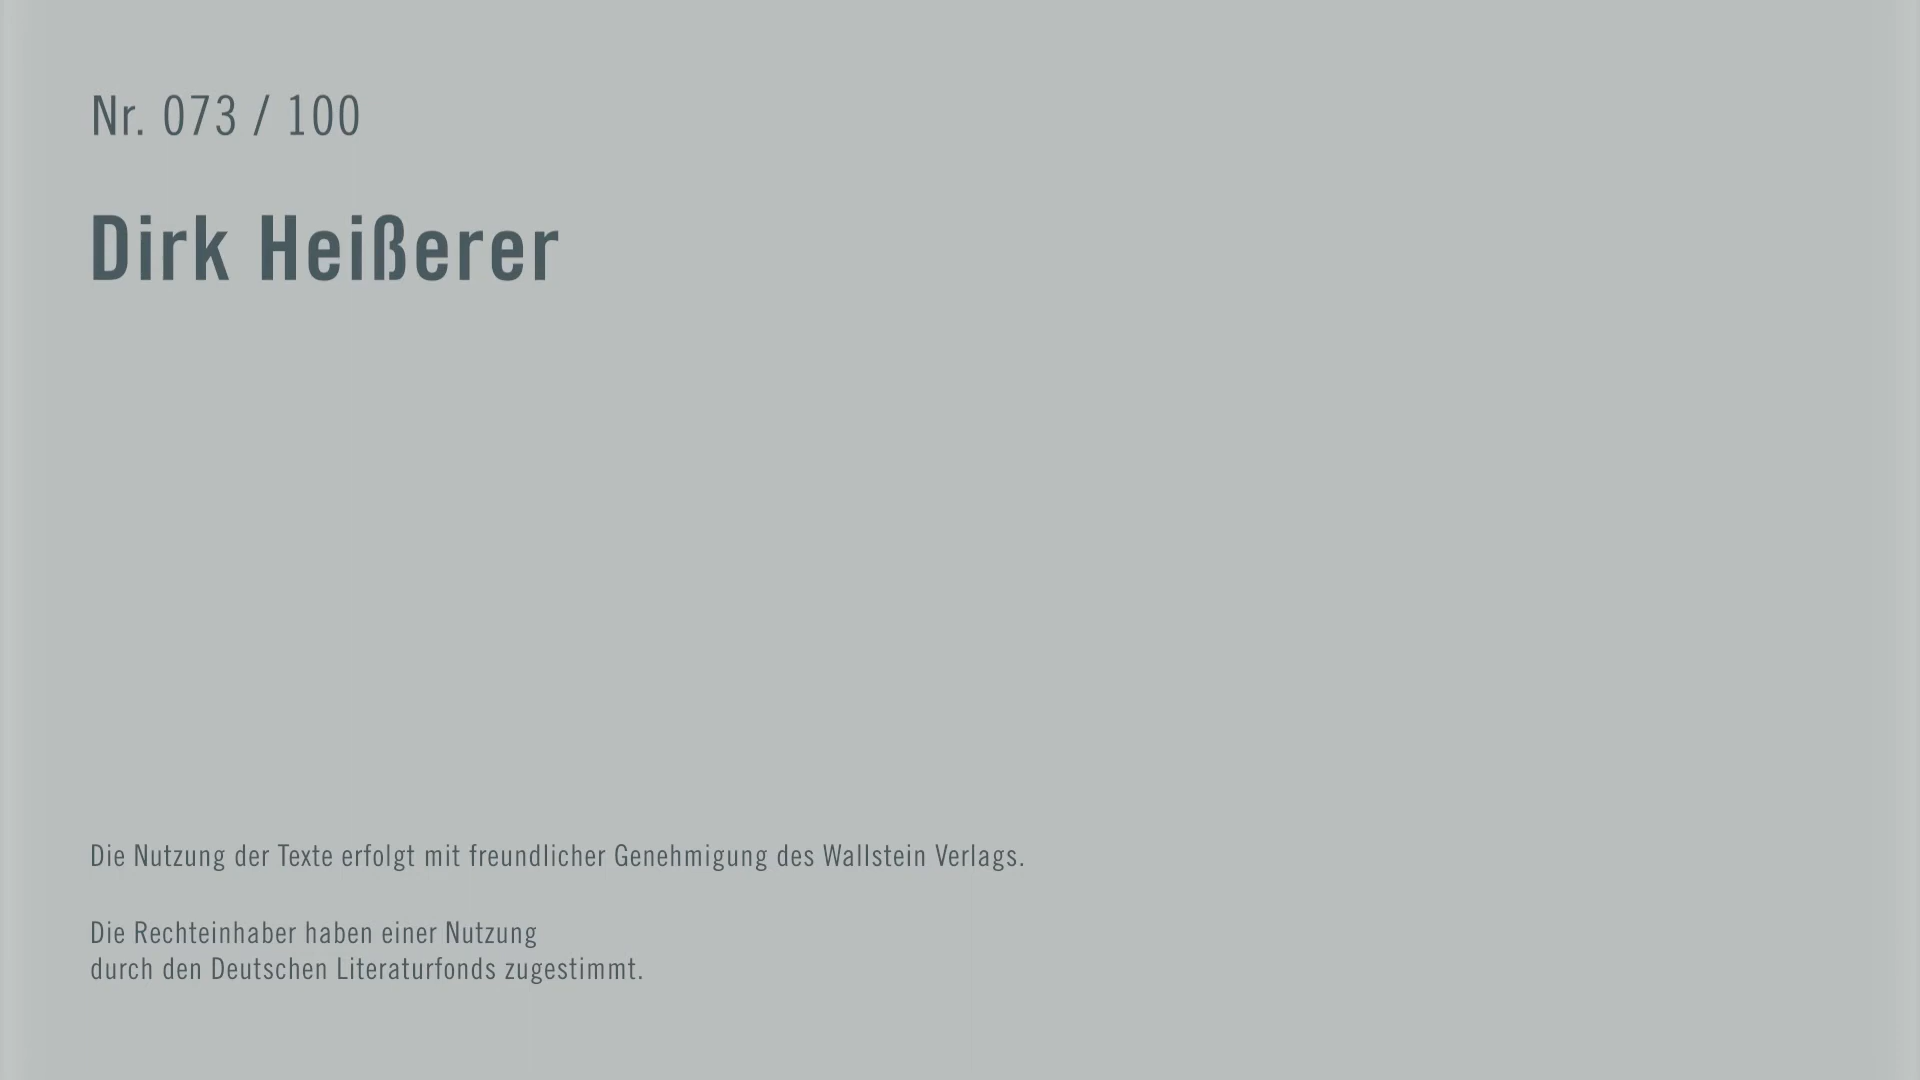 Nr. 073 / 100
Dirk Heißerer
Die Nutzung der Texte erfolgt mit freundlicher Genehmigung des Wallstein Verlags.
Die Rechteinhaber haben einer Nutzung
durch den Deutschen Literaturfonds zugestimmt.